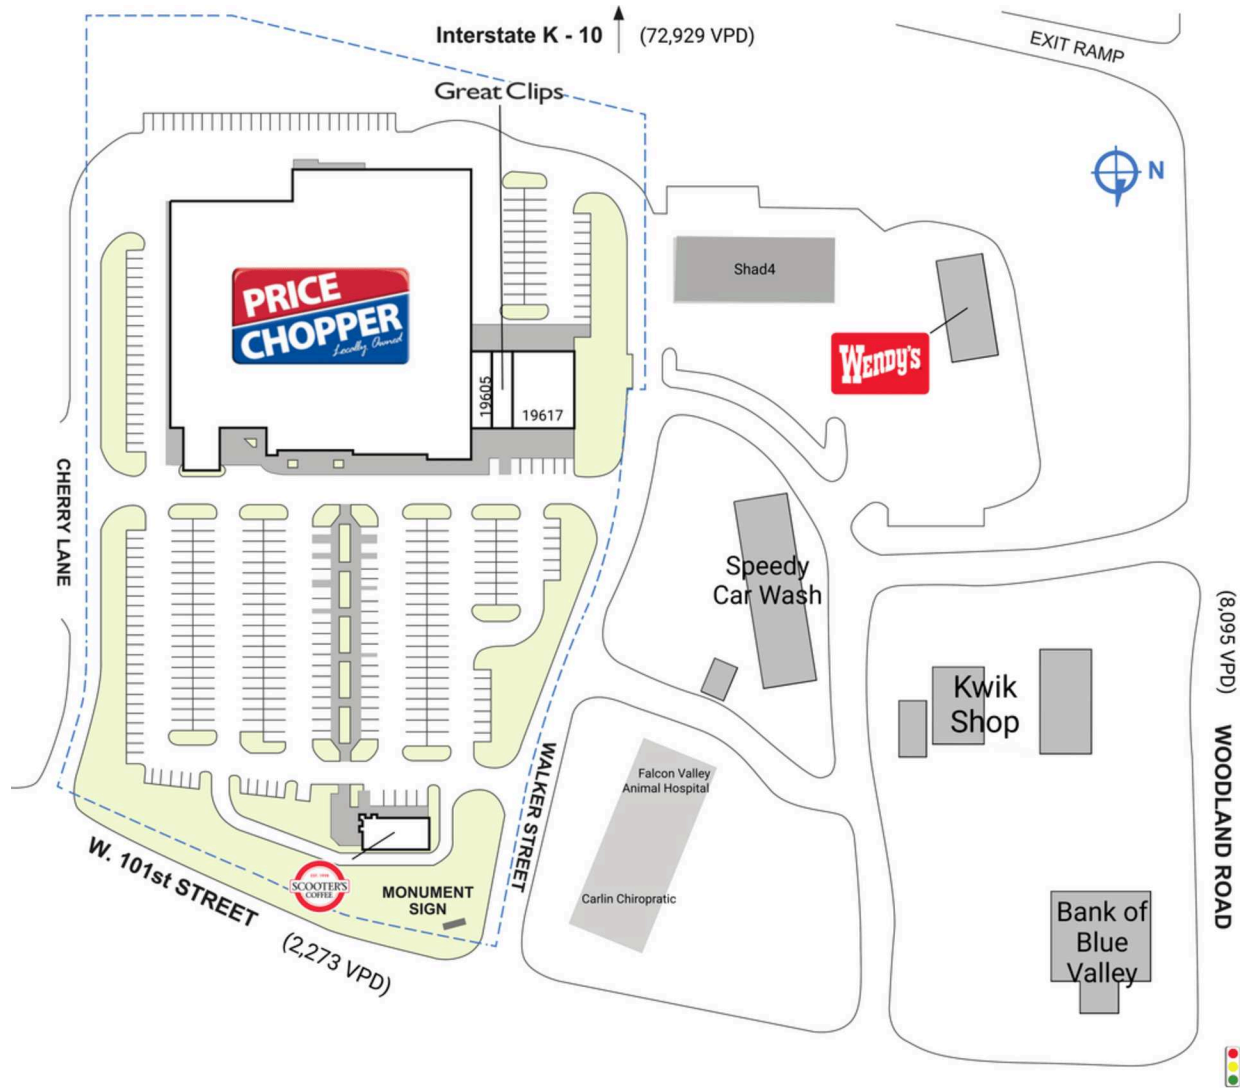 Interstate K - 10 (72,929 VPD)
EXIT RAMP
Great Clips
N
Shad4
PRICE
CHOPPER
Locally Owned
WENDY'S
19605
19617
CHERRY LANE
Speedy
Car Wash
(8,095 VPD)
Kwik
Shop
WOODLAND ROAD
WALKER STREET
Falcon Valley
Animal Hospital
W. 101st STREET
(2,273 VPD)
SCOOTER'S
COFFEE
MONUMENT
SIGN
Carlin Chiropratic
Bank of
Blue
Valley